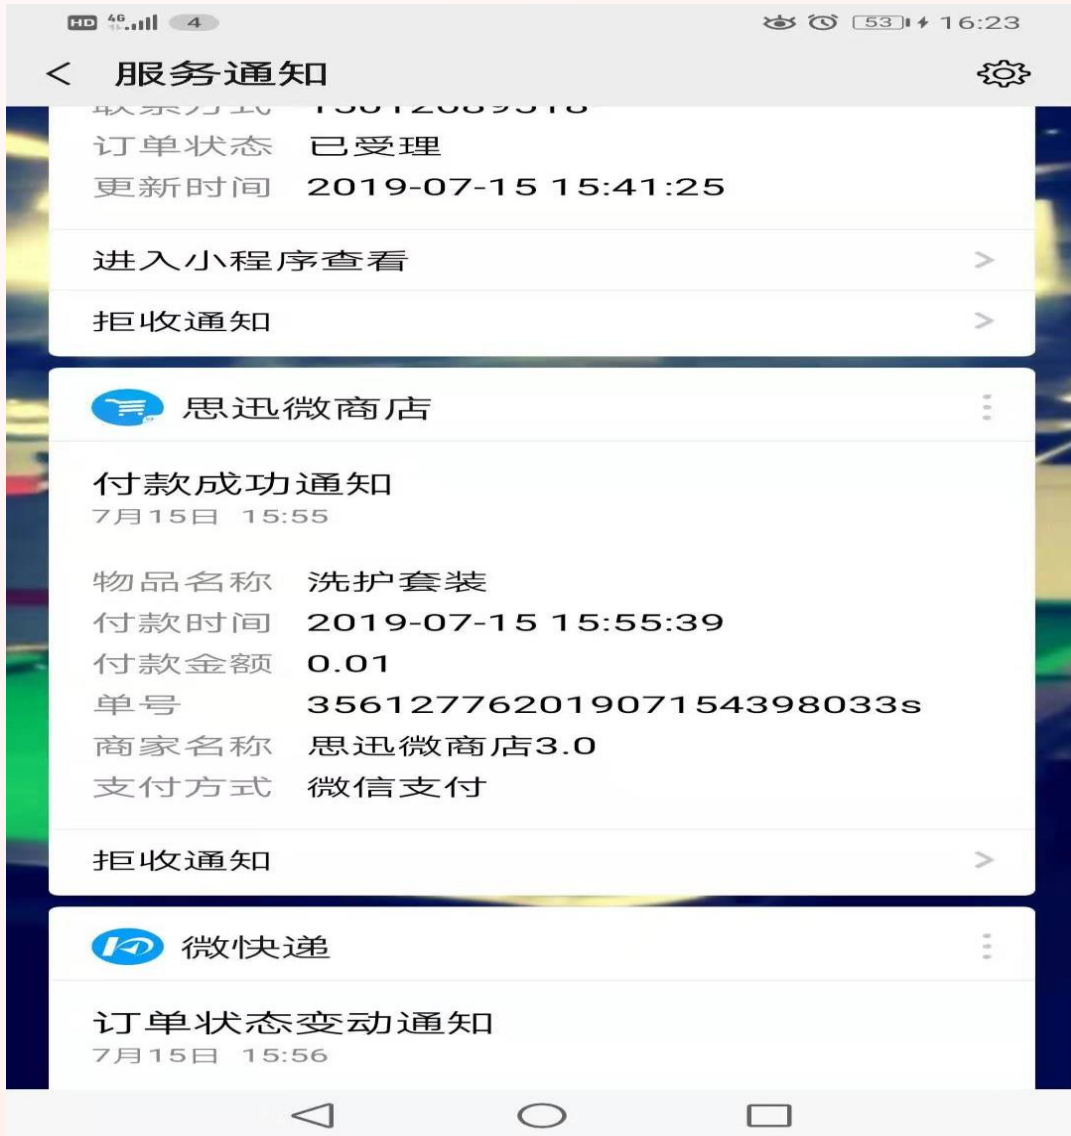 HD 4G 4 53 16:23
服务通知
订单状态 已受理
更新时间 2019-07-15 15:41:25
进入小程序查看
拒收通知
思迅微商店
付款成功通知
7月15日 15:55
物品名称 洗护套装
付款时间 2019-07-15 15:55:39
付款金额 0.01
单号 35612776201907154398033s
商家名称 思迅微商店3.0
支付方式 微信支付
拒收通知
微快递
订单状态变动通知
7月15日 15:56